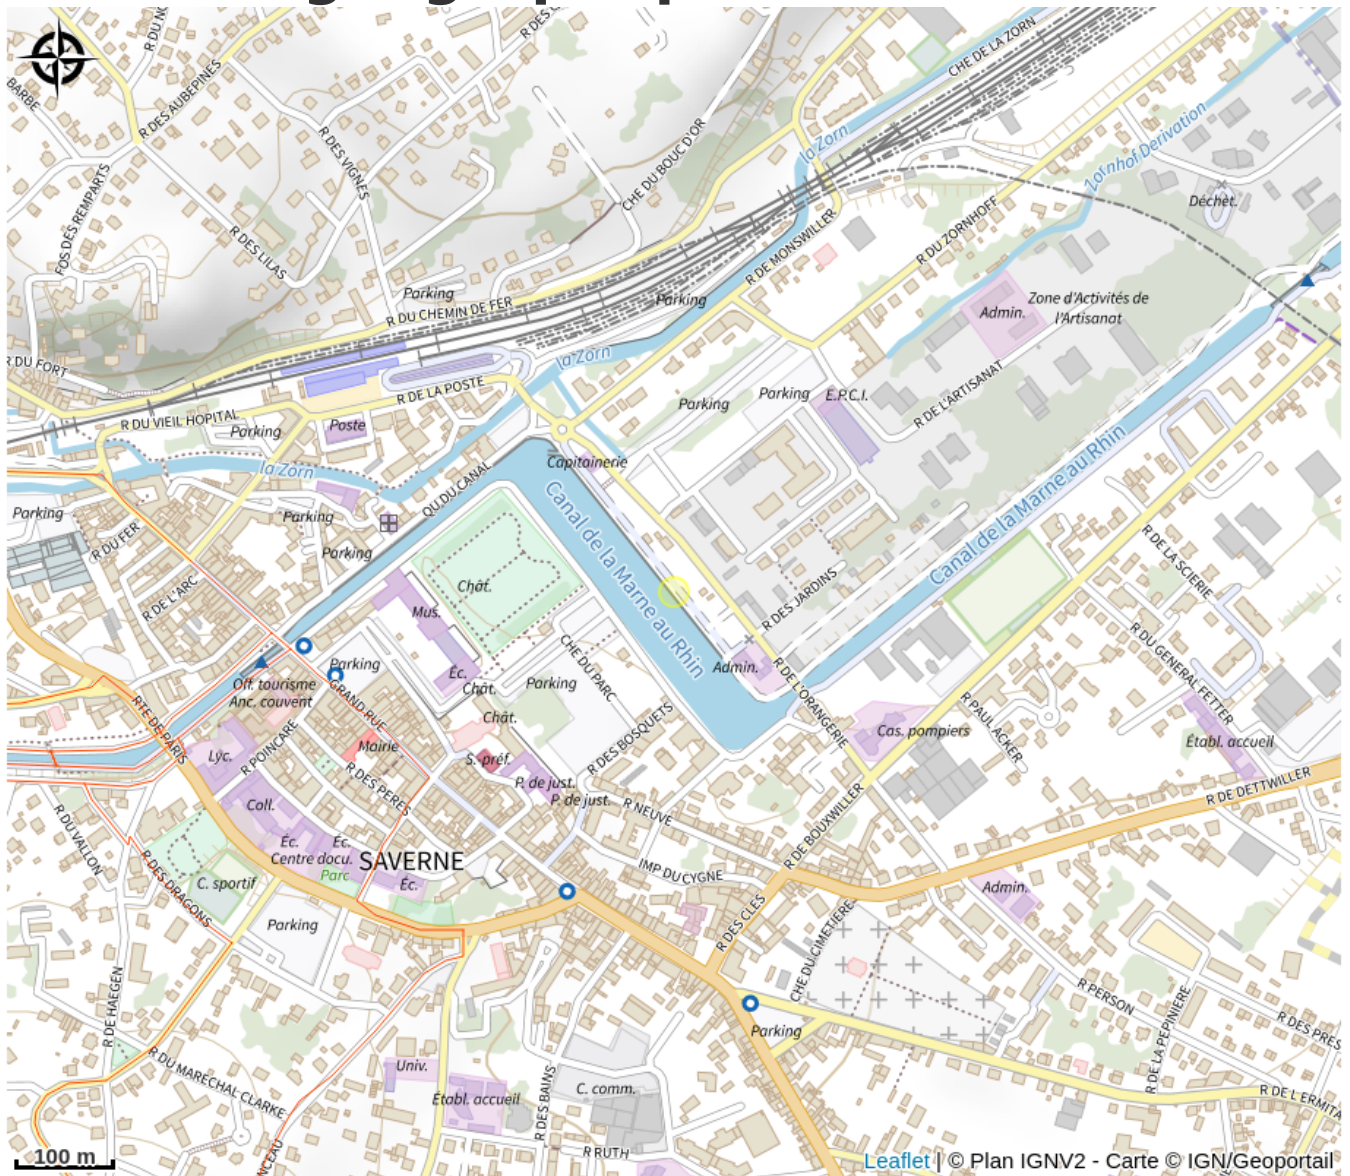 R DES AUBEPINES
CHE DE LA ZORN
BARBE
R DES VIGNES
la Zorn
CHE DU BOUC D'OR
Zornhof Derivation
FOS DES REMPARTS
R DES LILAS
Déchet.
R DE MONSWILLER
R DU ZORNHOFF
Parking
R DU CHEMIN DE FER
Parking
Admin.
Zone d'Activités de
l'Artisanat
R DU FORT
la Zorn
R DE LA POSTE
Parking
Parking
E.P.C.I.
R DE L'ARTISANAT
R DU VIEIL HOPITAL
Parking
Poste
la Zorn
QU DU CANAL
Capitainerie
Canal de la Marne au Rhin
Canal de la Marne au Rhin
Parking
Parking
R DU FER
Parking
R DE L'ARC
Chât.
Mus.
R DES JARDINS
R DE LA SCIERIE
R DU GENERAL FETTER
Parking
Off. tourisme
Anc. couvent
GRAND RUE
Éc.
Chât.
Parking
CHE DU PARC
Admin.
R DE L'ORANGERIE
Chât.
RTE DE PARIS
Lyc.
R POINCARE
Mairie
S.-préf.
R DES BOSQUETS
Cas. pompiers
R PAUL ACKER
Établ. accueil
P. de just.
P. de just.
R DES PERES
R NEUVE
R DE BOUXWILLER
R DE DETTWILLER
Coll.
Éc.
Éc.
Centre docu.
Parc
SAVERNE
Éc.
IMP DU CYGNE
R DU VALLON
R DES DRAGONS
C. sportif
Parking
R DES CLES
CHE DU CIMETIERE
Admin.
R DE HAEGEN
Parking
R PERSON
R DE LA PEPINIERE
R DES PRES
R DU MARECHAL CLARKE
Univ.
Établ. accueil
R DES BAINS
C. comm.
R DE L'ERMITA
R RUTH
100 m
Leaflet | © Plan IGNV2 - Carte © IGN/Geoportail